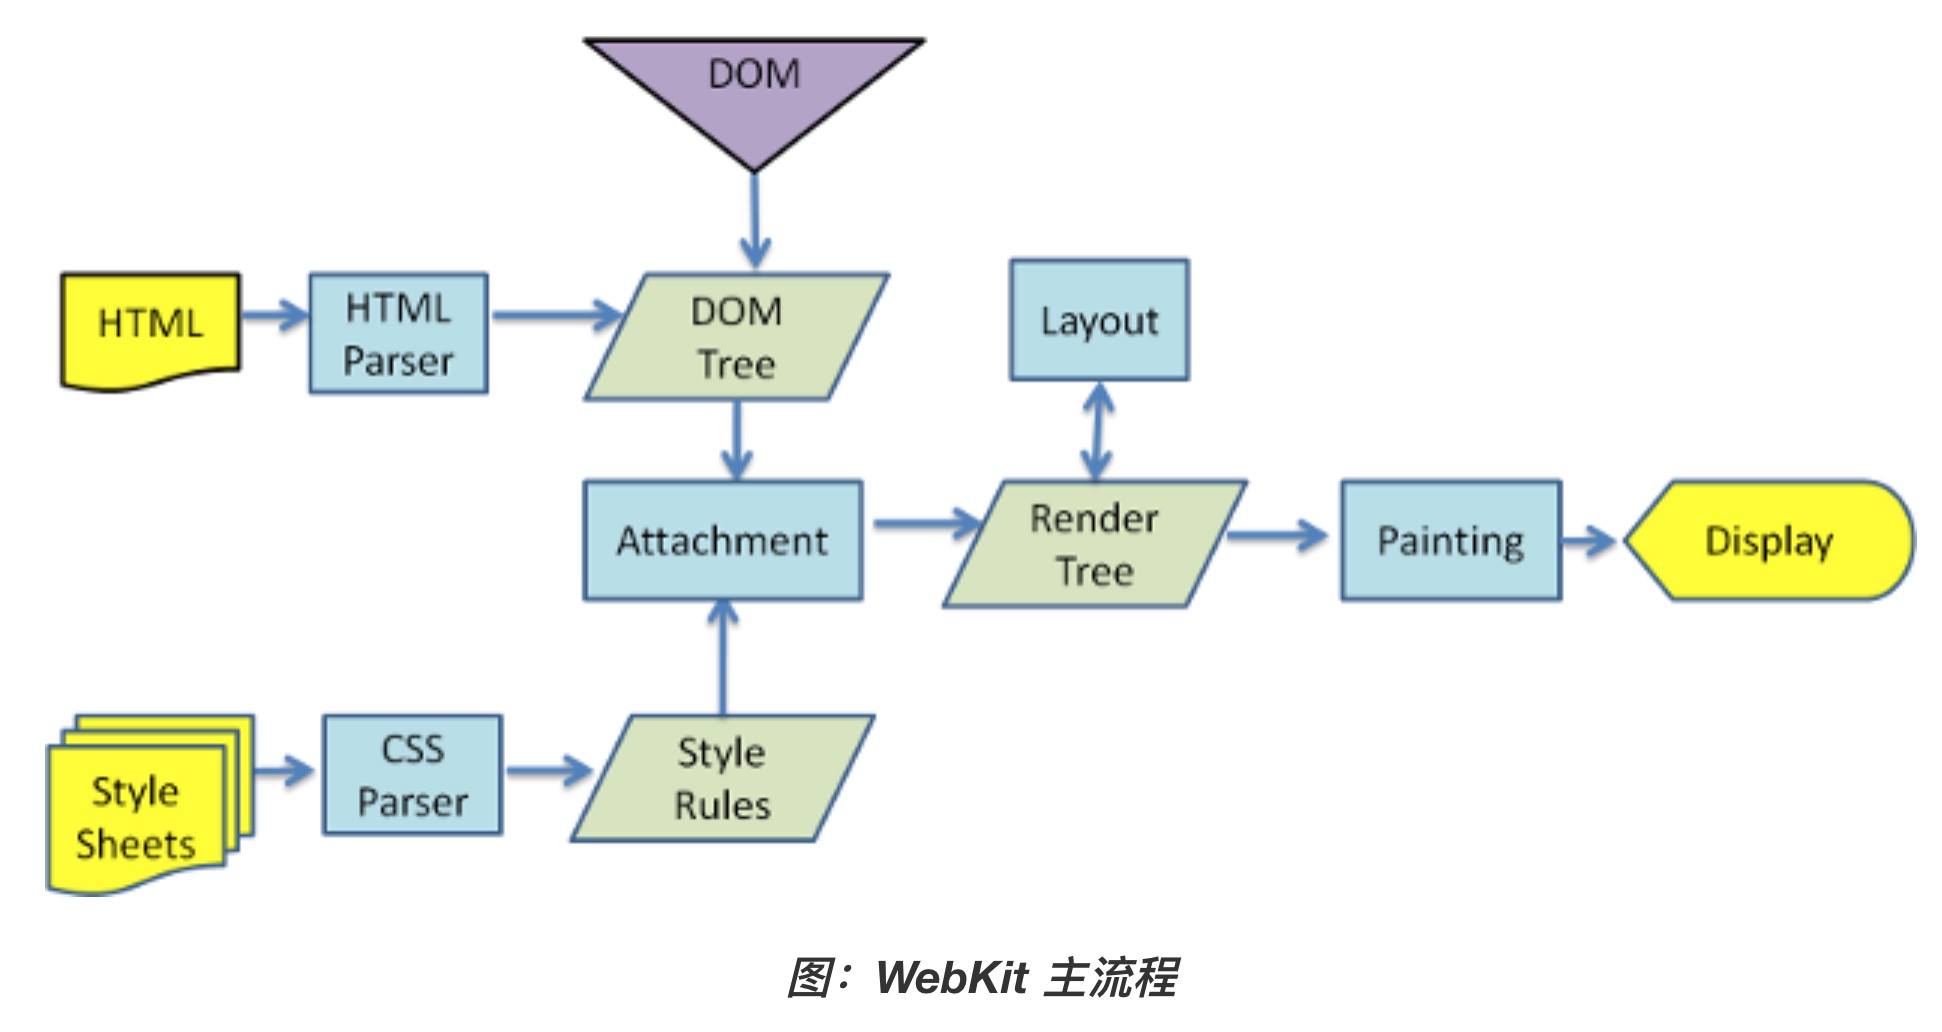 DOM
HTML
HTML
Parser
DOM
Tree
Layout
Attachment
Render
Tree
Painting
Display
Style
Sheets
CSS
Parser
Style
Rules
图：WebKit 主流程